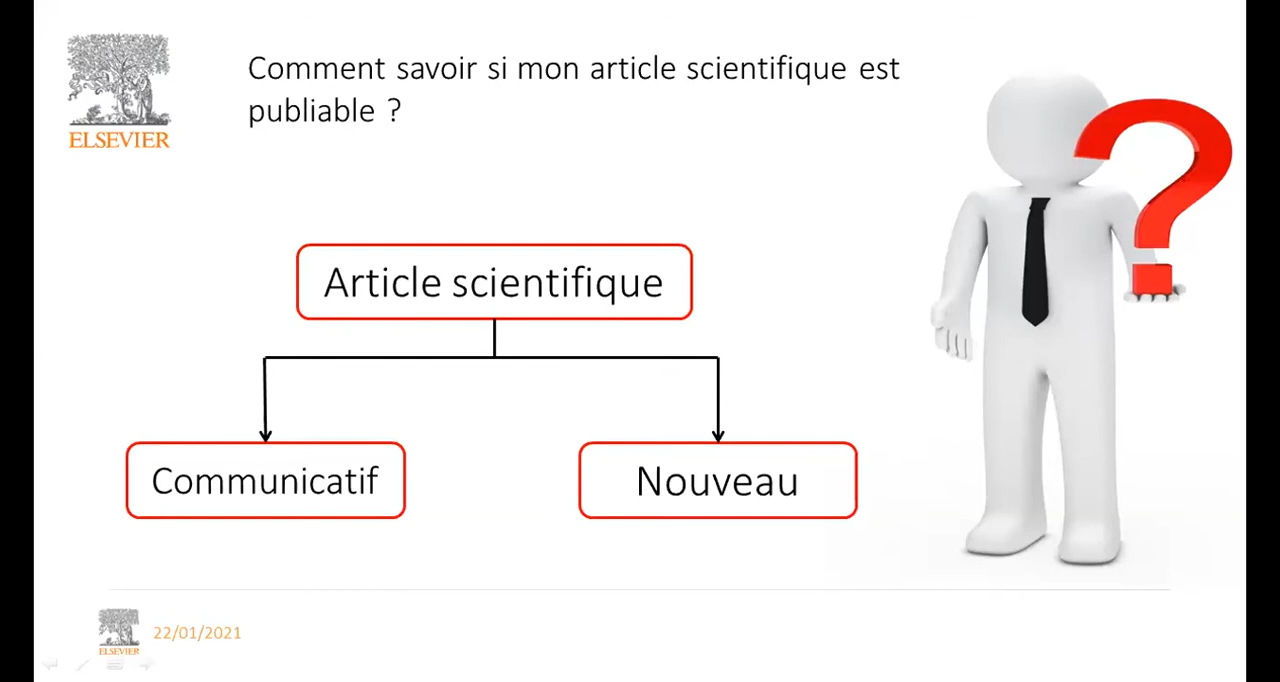 ELSEVIER
Comment savoir si mon article scientifique est
publiable ?
Article scientifique
Communicatif
Nouveau
ELSEVIER
22/01/2021